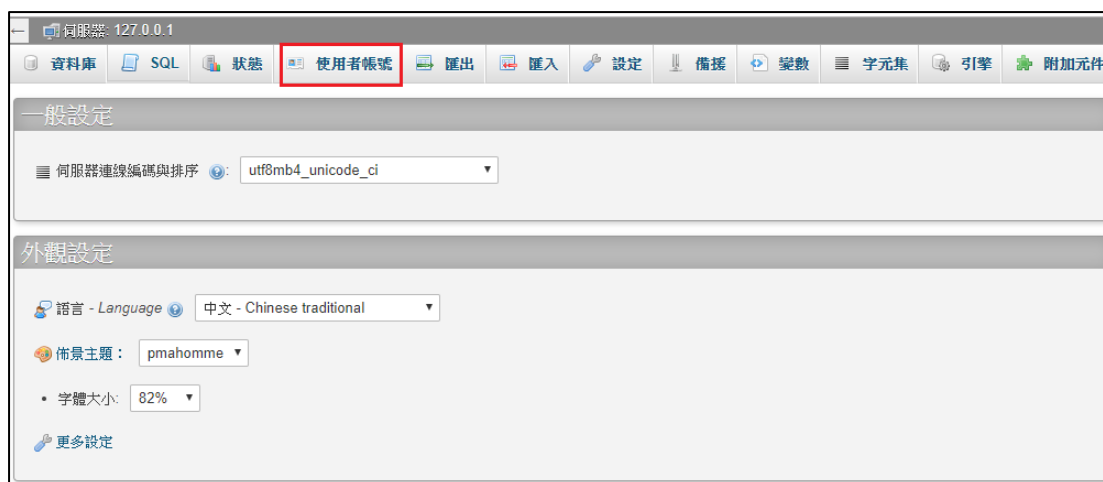 伺服器: 127.0.0.1
資料庫 SQL 狀態 使用者帳號 匯出 匯入 設定 備援 變數 字元集 引擎 附加元件
一般設定
伺服器連線編碼與排序 : utf8mb4_unicode_ci
外觀設定
語言 - Language 中文 - Chinese traditional
佈景主題： pmahomme
• 字體大小: 82%
更多設定